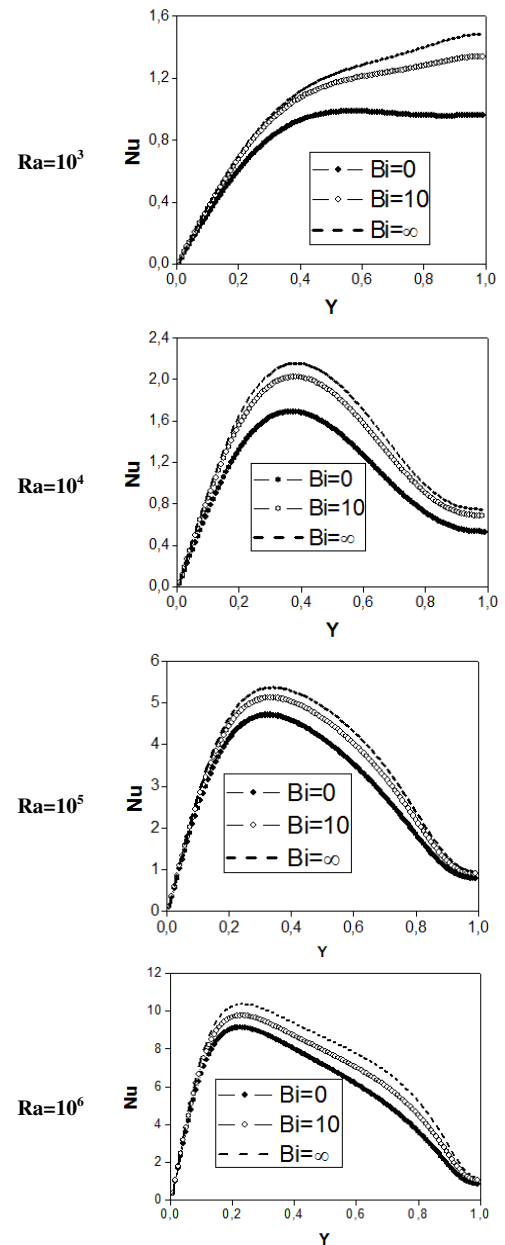 1,6
1,2
0,8
0,4
0,0
Nu
Ra=10³
Bi=0
Bi=10
Bi=∞
0,0 0,2 0,4 0,6 0,8 1,0
Y
2,4
2,0
1,6
1,2
0,8
0,4
0,0
Nu
Ra=10⁴
Bi=0
Bi=10
Bi=∞
0,0 0,2 0,4 0,6 0,8 1,0
Y
6
5
4
3
2
1
0
Nu
Ra=10⁵
Bi=0
Bi=10
Bi=∞
0,0 0,2 0,4 0,6 0,8 1,0
Y
12
10
8
6
4
2
0
Nu
Ra=10⁶
Bi=0
Bi=10
Bi=∞
0,0 0,2 0,4 0,6 0,8 1,0
Y